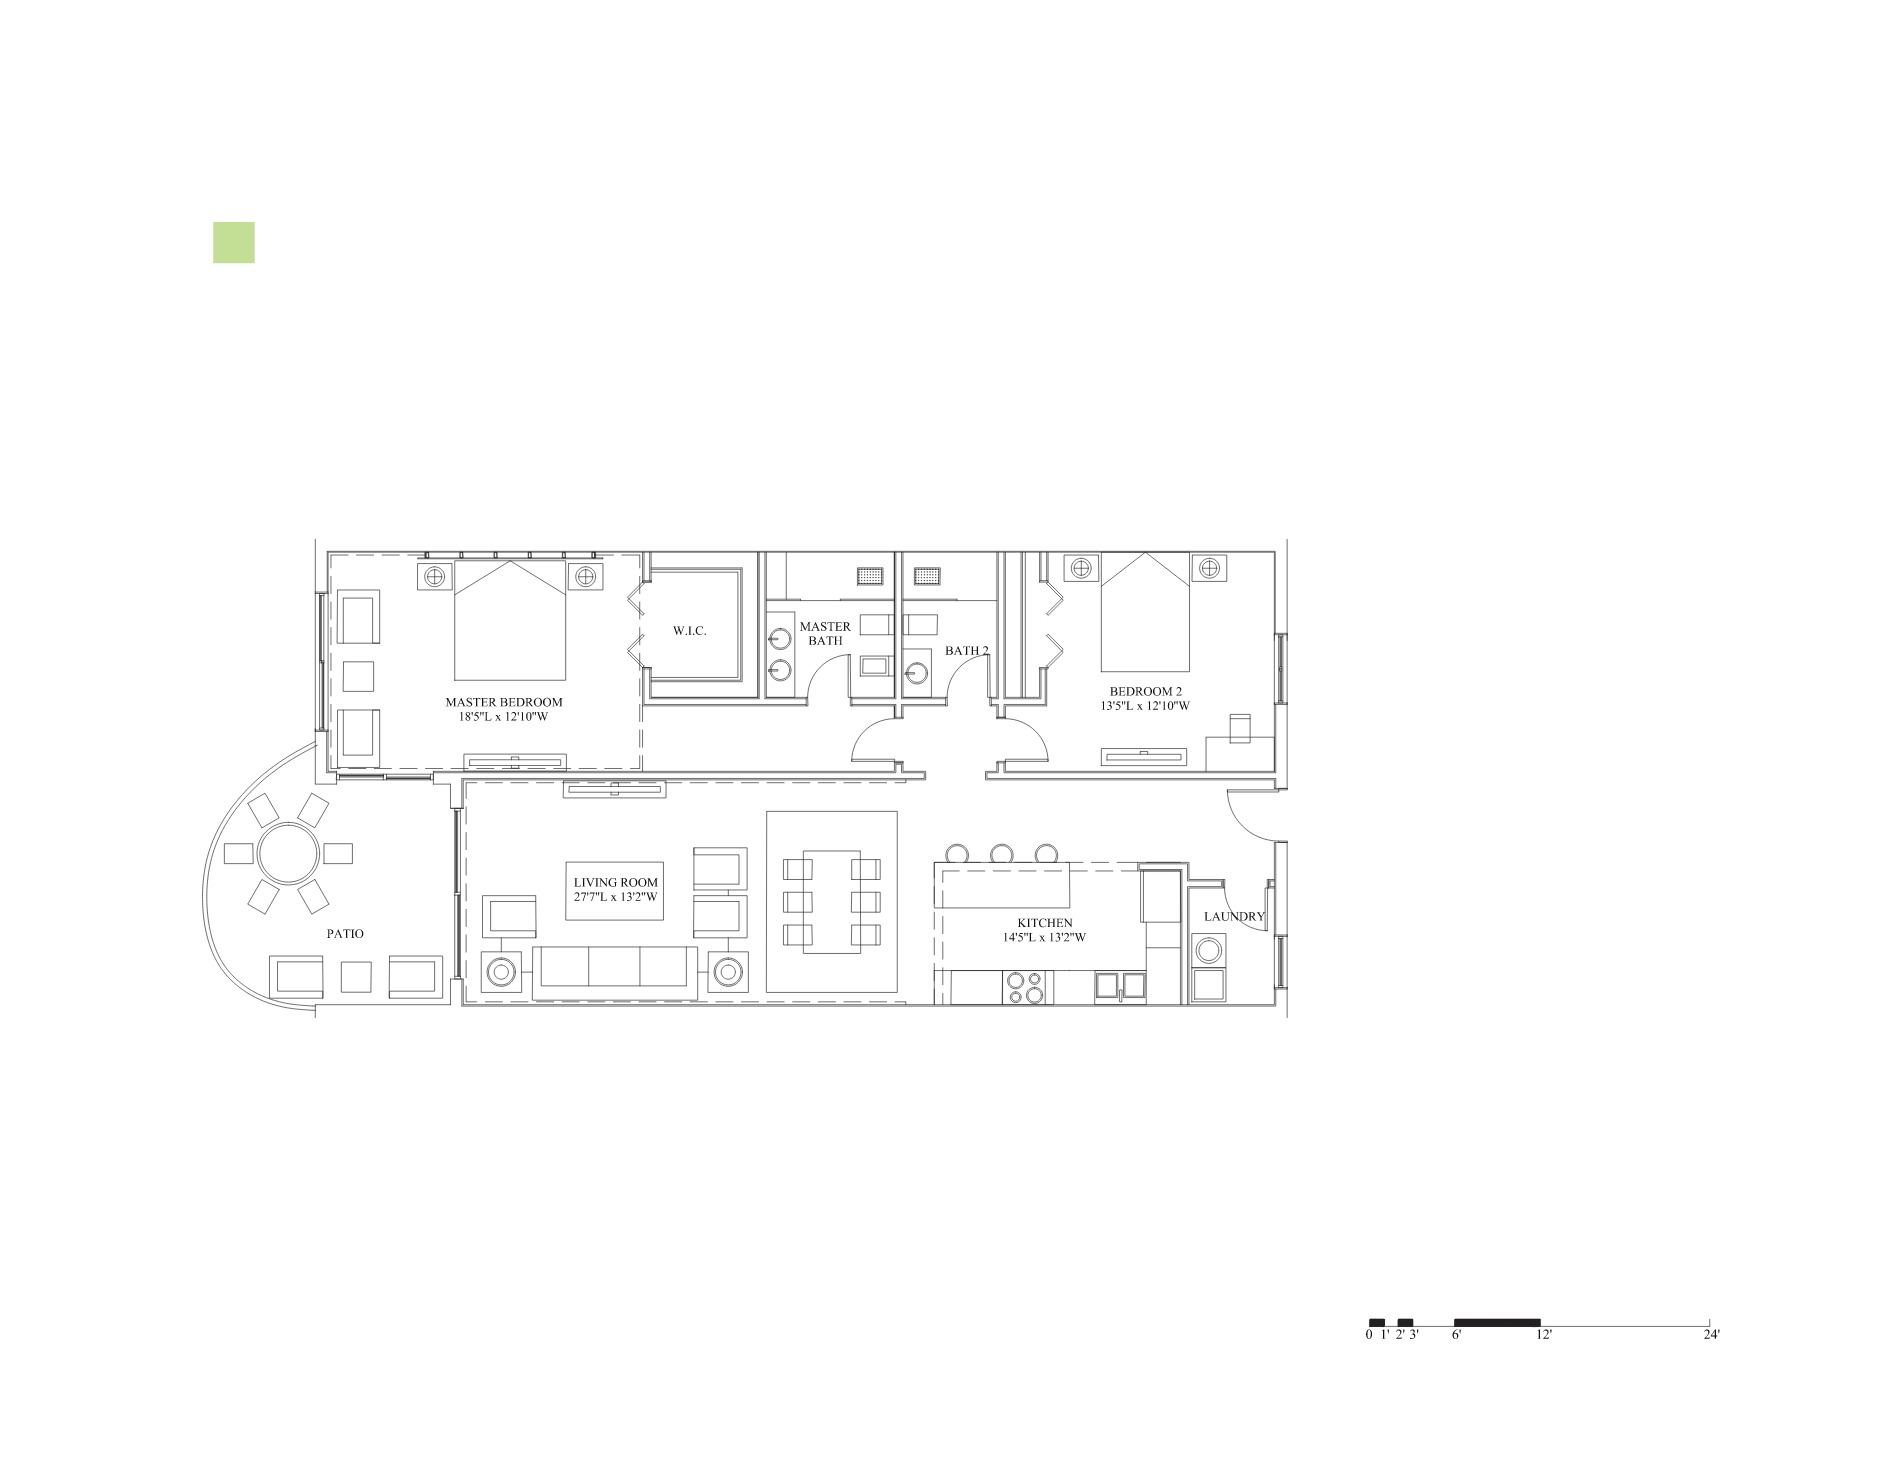 W.I.C.
MASTER
BATH
BATH 2
MASTER BEDROOM
18'5"L x 12'10"W
BEDROOM 2
13'5"L x 12'10"W
LIVING ROOM
27'7"L x 13'2"W
KITCHEN
14'5"L x 13'2"W
LAUNDRY
PATIO
0 1' 2' 3' 6' 12' 24'